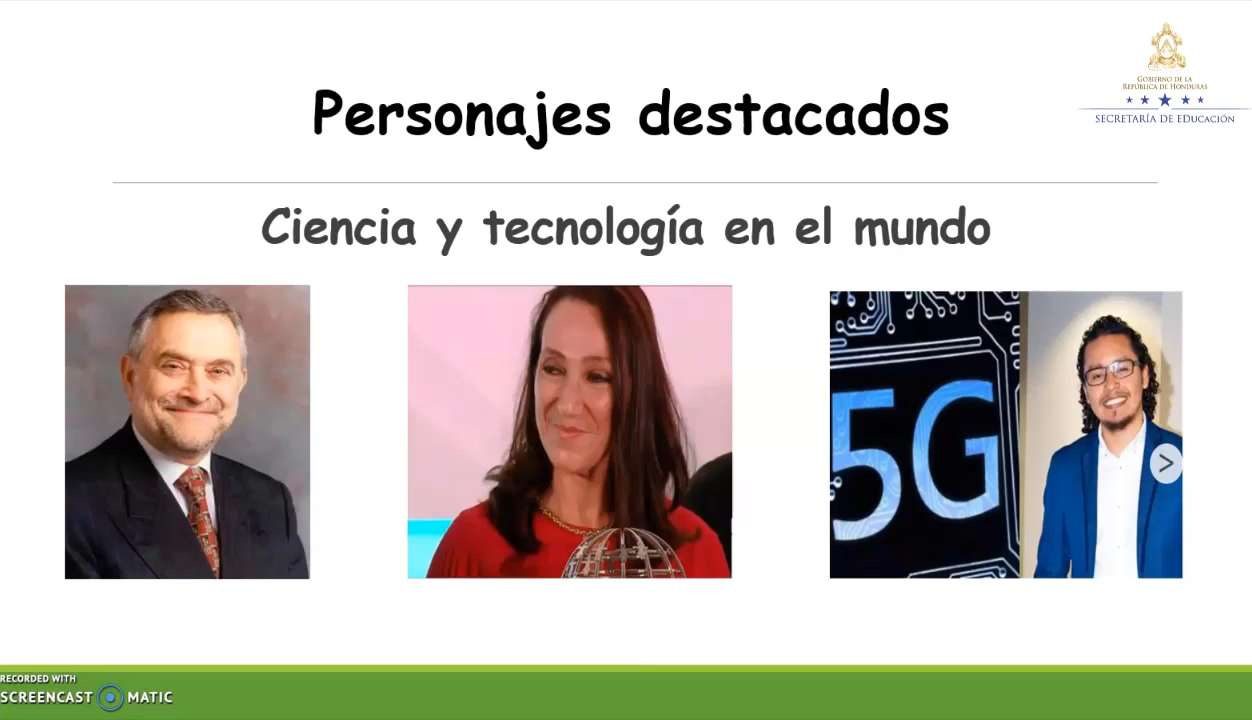 GOBIERNO DE LA
REPÚBLICA DE HONDURAS
SECRETARÍA DE EDUCACIÓN
Personajes destacados
Ciencia y tecnología en el mundo
5G
RECORDED WITH
SCREENCAST MATIC